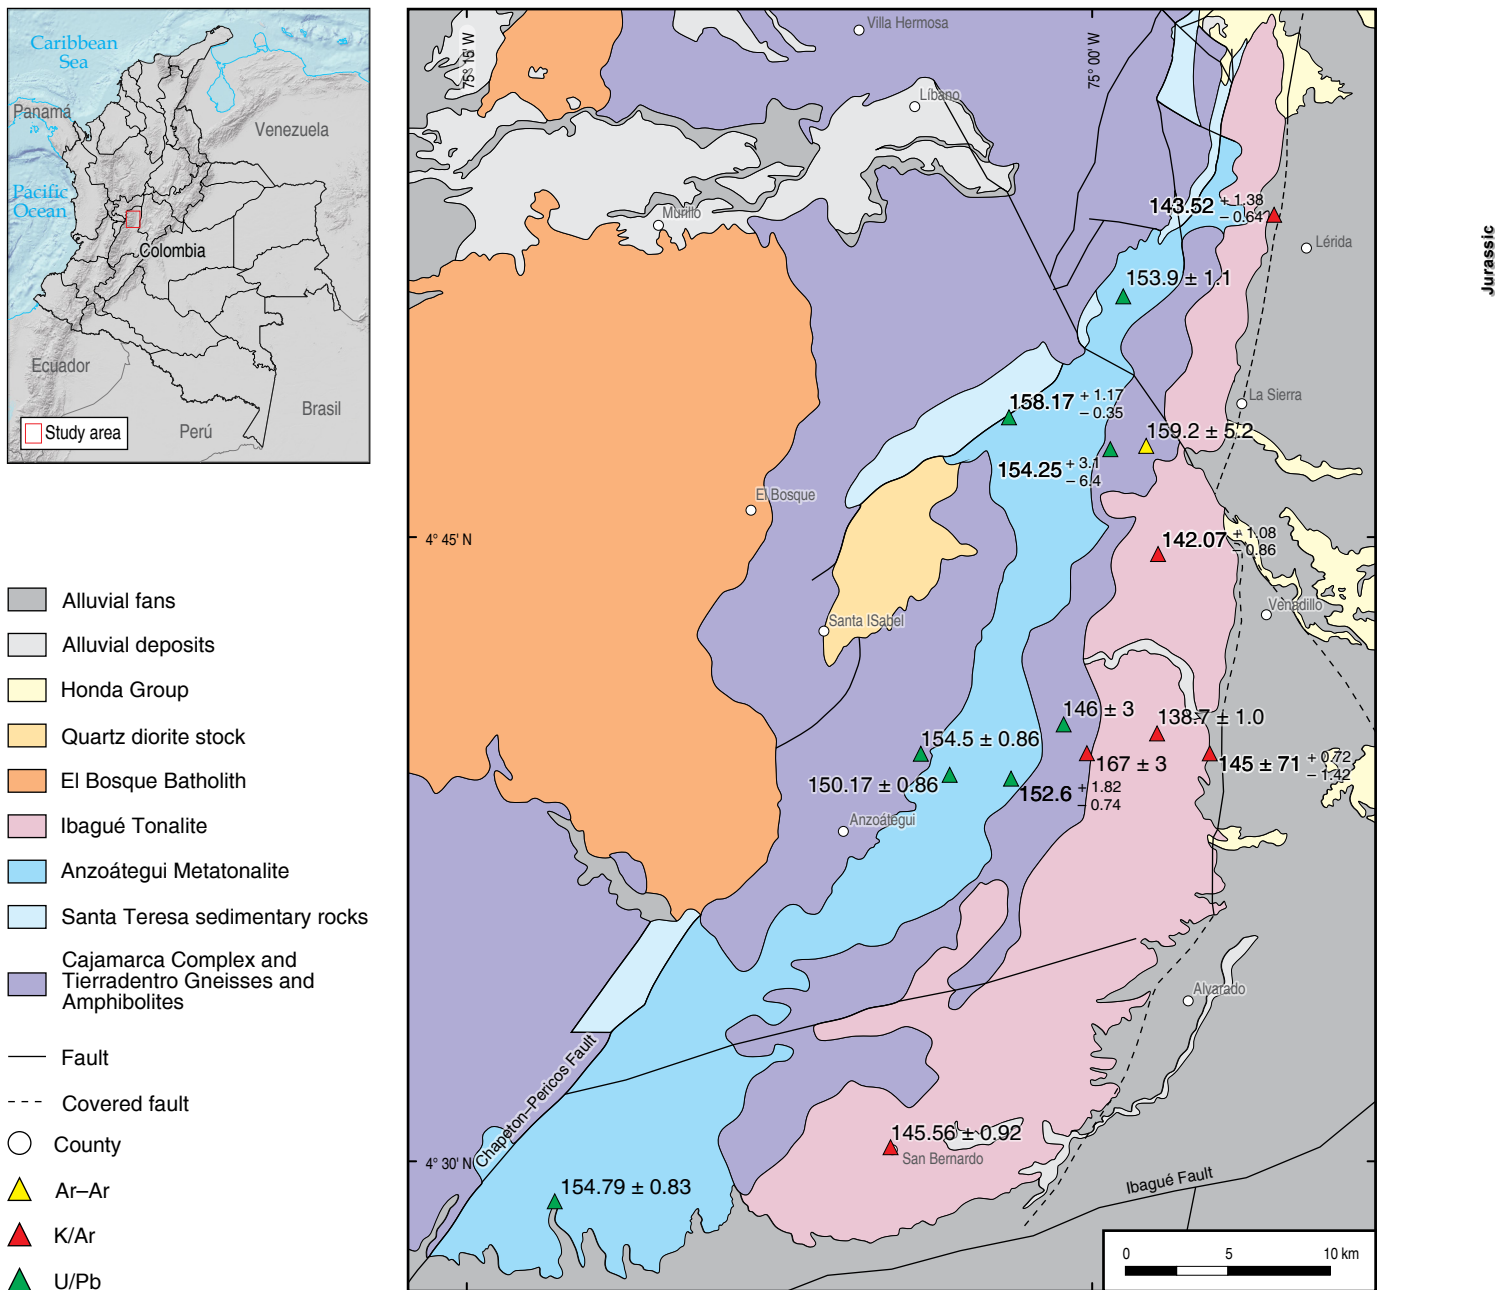 Caribbean
Sea
Panamá
Venezuela
Pacific
Ocean
Colombia
Ecuador
Brasil
Perú
Study area
Alluvial fans
Alluvial deposits
Honda Group
Quartz diorite stock
El Bosque Batholith
Ibagué Tonalite
Anzoátegui Metatonalite
Santa Teresa sedimentary rocks
Cajamarca Complex and
Tierradentro Gneisses and
Amphibolites
Fault
Covered fault
County
Ar–Ar
K/Ar
U/Pb
75° 15' W
75° 00' W
Villa Hermosa
Líbano
Murillo
143.52 + 1.38
– 0.64
Lérida
153.9 ± 1.1
158.17 + 1.17
– 0.35
La Sierra
159.2 ± 5.2
154.25 + 3.1
– 6.4
El Bosque
4° 45' N
142.07 + 1.08
– 0.86
Venadillo
Santa ISabel
146 ± 3
138.7 ± 1.0
154.5 ± 0.86
167 ± 3
145 ± 71 + 0.72
– 1.42
150.17 ± 0.86
152.6 + 1.82
– 0.74
Anzoátegui
Alvarado
Chapeton–Pericos Fault
145.56 ± 0.92
San Bernardo
4° 30' N
154.79 ± 0.83
Ibagué Fault
0 5 10 km
Jurassic